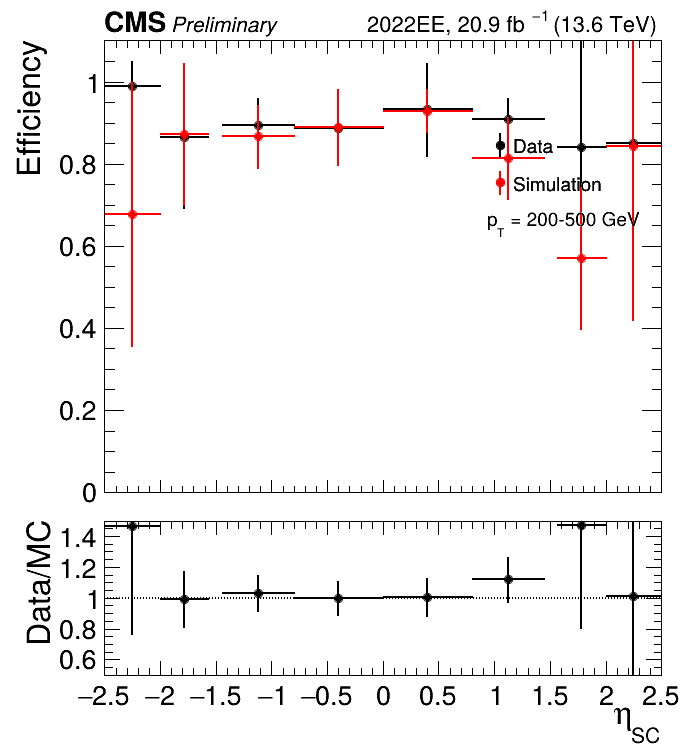 CMS Preliminary 2022EE, 20.9 fb⁻¹ (13.6 TeV)
Efficiency
1
0.8
0.6
0.4
0.2
0
Data
Simulation
p_T = 200-500 GeV
Data/MC
1.4
1.2
1
0.8
0.6
−2.5 −2 −1.5 −1 −0.5 0 0.5 1 1.5 2 2.5
η_SC